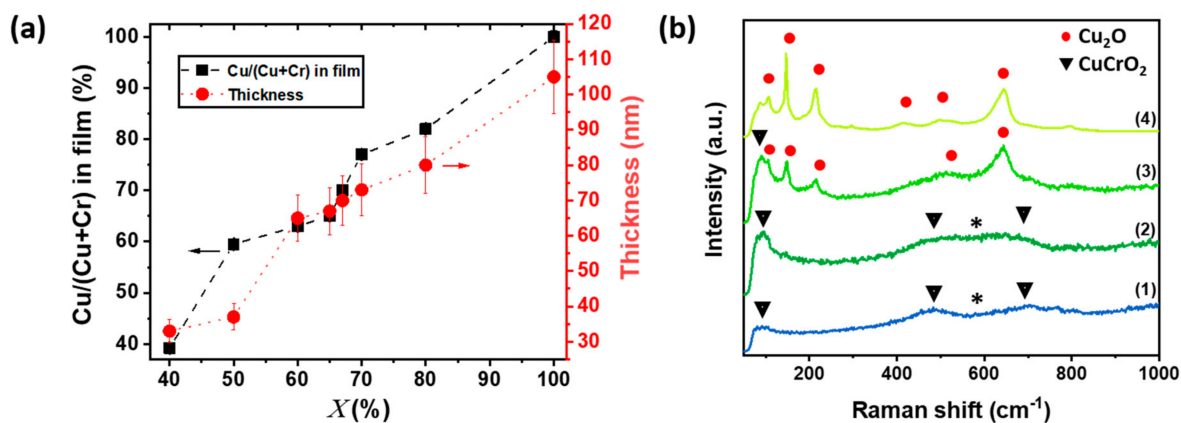 (a)
Cu/(Cu+Cr) in film (%)
100
90
80
70
60
50
40
Cu/(Cu+Cr) in film
Thickness
120
110
100
90
80
70
60
50
40
30
Thickness (nm)
40 50 60 70 80 90 100
X(%)
(b)
Intensity (a.u.)
Cu₂O
CuCrO₂
(4)
(3)
*
(2)
*
(1)
200 400 600 800 1000
Raman shift (cm⁻¹)